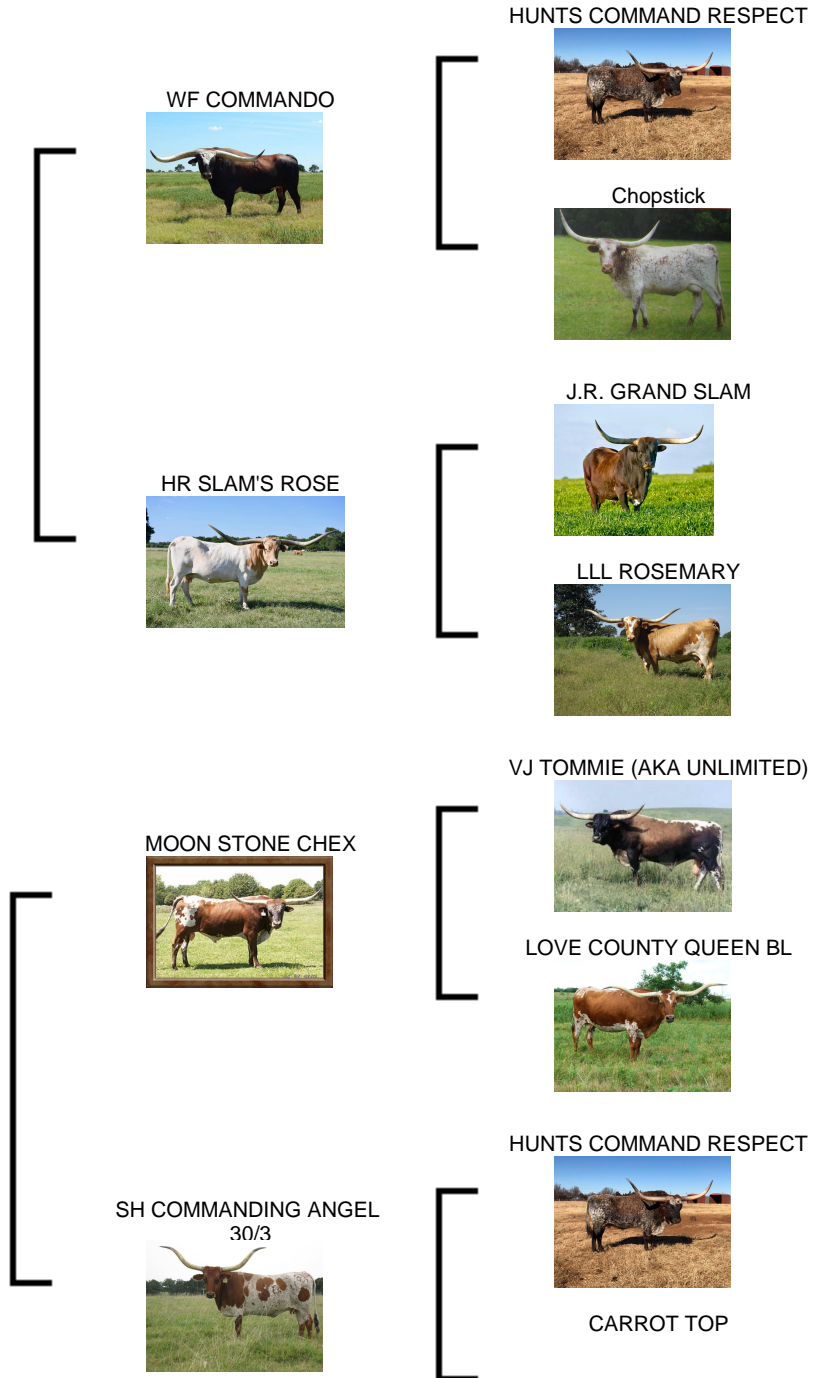 HUNTS COMMAND RESPECT
WF COMMANDO
Chopstick
J.R. GRAND SLAM
HR SLAM'S ROSE
LLL ROSEMARY
VJ TOMMIE (AKA UNLIMITED)
MOON STONE CHEX
LOVE COUNTY QUEEN BL
HUNTS COMMAND RESPECT
SH COMMANDING ANGEL
30/3
CARROT TOP